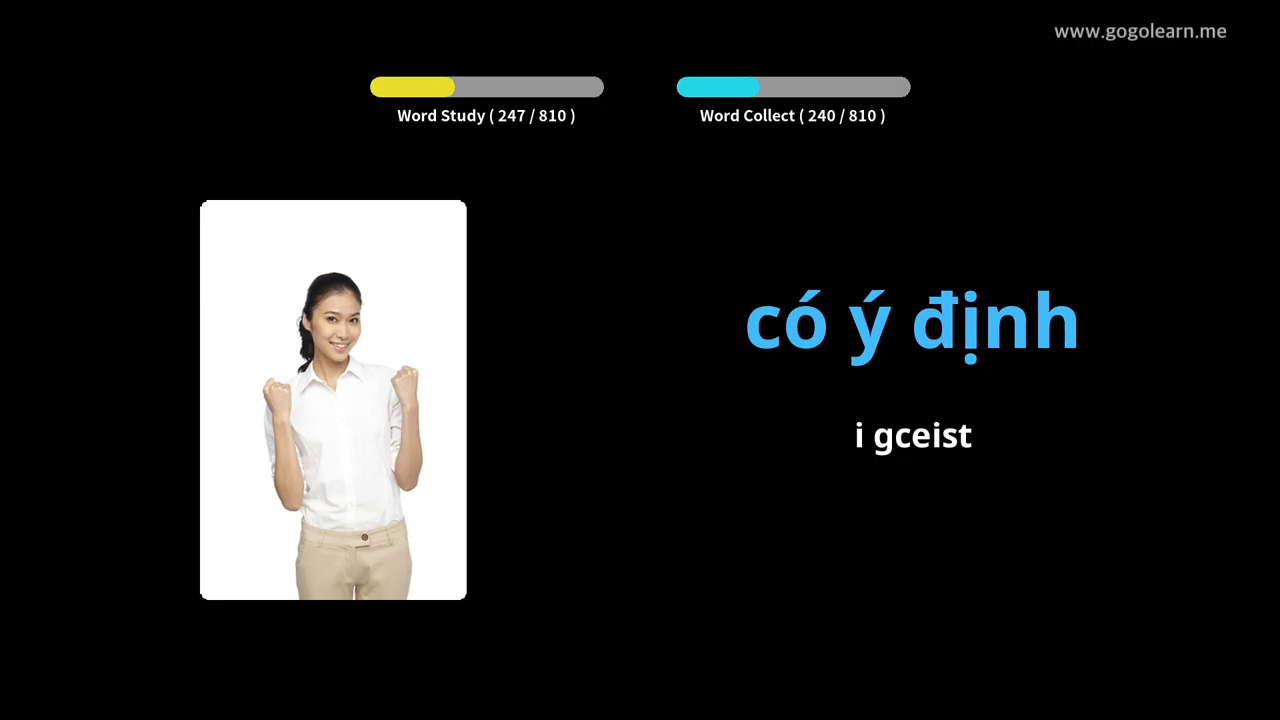 www.gogolearn.me
Word Study ( 247 / 810 )
Word Collect ( 240 / 810 )
có ý định
i gceist